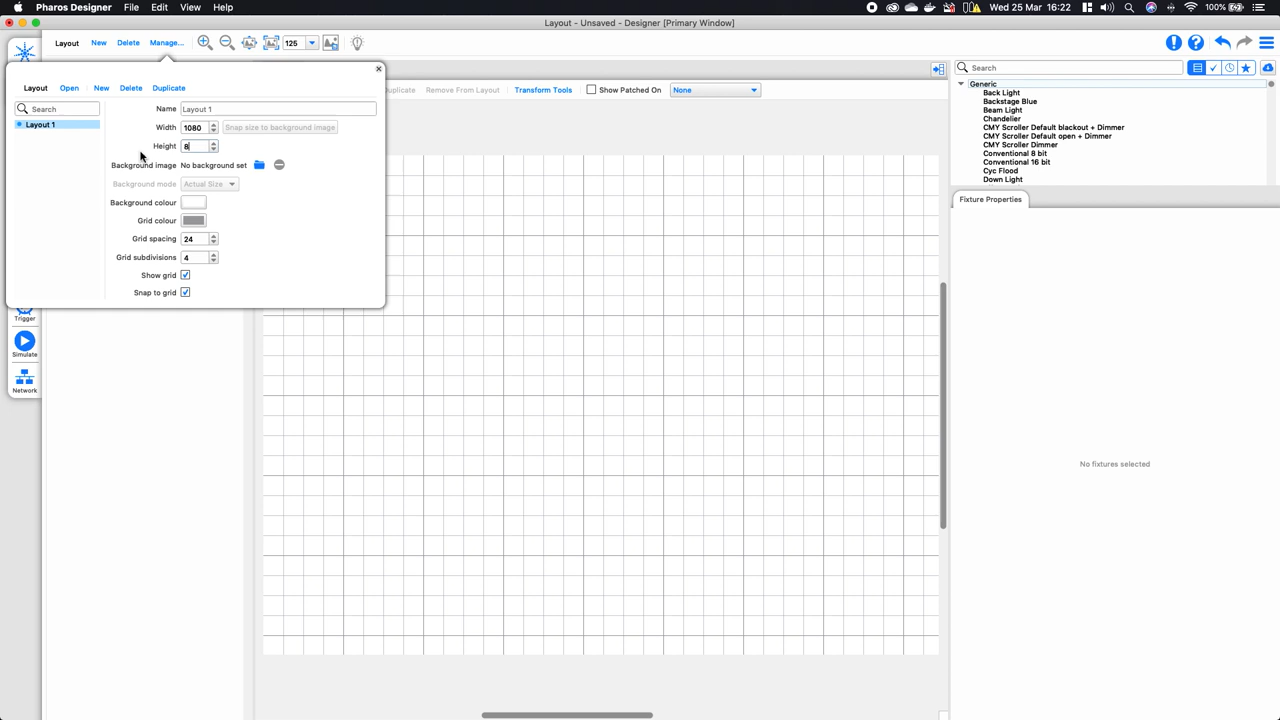 Pharos Designer File Edit View Help Wed 25 Mar 16:22 100%
Layout - Unsaved - Designer [Primary Window]
Layout New Delete Manage... 125
Layout Open New Delete Duplicate
Search
Layout 1
Name Layout 1
Width 1080 Snap size to background image
Height 8
Background image No background set
Background mode Actual Size
Background colour
Grid colour
Grid spacing 24
Grid subdivisions 4
Show grid
Snap to grid
Trigger
Simulate
Network
uplicate Remove From Layout Transform Tools Show Patched On None
Search
Generic
Back Light
Backstage Blue
Beam Light
Chandelier
CMY Scroller Default blackout + Dimmer
CMY Scroller Default open + Dimmer
CMY Scroller Dimmer
Conventional 8 bit
Conventional 16 bit
Cyc Flood
Down Light
Fixture Properties
No fixtures selected